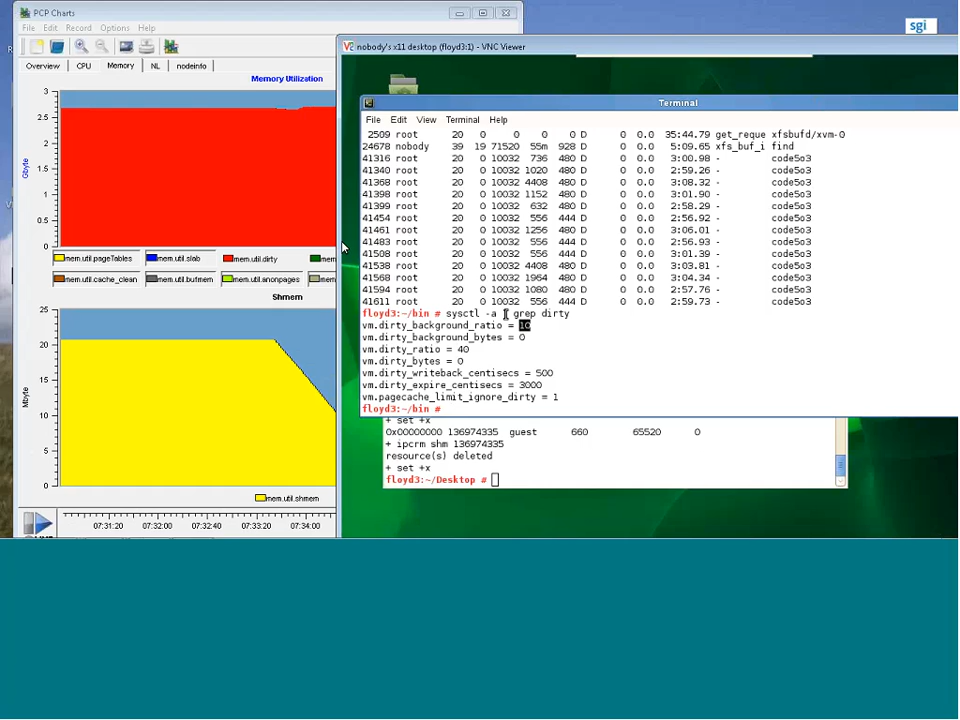 PCP Charts
File Edit Record Options Help
Overview CPU Memory NL nodeinfo
Memory Utilization
3
2.5
2
1.5
1
0.5
0
Gbyte
mem.util.pageTables mem.util.slab mem.util.dirty mem
mem.util.cache_clean mem.util.bufmem mem.util.anonpages mem
Shmem
25
20
15
10
5
0
Mbyte
mem.util.shmem
07:31:20 07:32:00 07:32:40 07:33:20 07:34:00
sgi
nobody's x11 desktop (floyd3:1) - VNC Viewer
Terminal
File Edit View Terminal Help
2509 root 20 0 0 0 0 D 0 0.0 35:44.79 get_reque xfsbufd/xvm-0
24678 nobody 39 19 71520 55m 928 D 0 0.0 5:09.65 xfs_buf_i find
41316 root 20 0 10032 736 480 D 0 0.0 3:00.98 - code5o3
41340 root 20 0 10032 1020 480 D 0 0.0 2:59.26 - code5o3
41368 root 20 0 10032 4408 480 D 0 0.0 3:08.32 - code5o3
41398 root 20 0 10032 1152 480 D 0 0.0 3:01.90 - code5o3
41399 root 20 0 10032 632 480 D 0 0.0 2:58.29 - code5o3
41454 root 20 0 10032 556 444 D 0 0.0 2:56.92 - code5o3
41461 root 20 0 10032 1256 480 D 0 0.0 3:06.01 - code5o3
41483 root 20 0 10032 556 444 D 0 0.0 2:56.93 - code5o3
41508 root 20 0 10032 556 444 D 0 0.0 3:01.39 - code5o3
41538 root 20 0 10032 4408 480 D 0 0.0 3:03.81 - code5o3
41568 root 20 0 10032 1964 480 D 0 0.0 3:04.34 - code5o3
41594 root 20 0 10032 1080 480 D 0 0.0 2:57.76 - code5o3
41611 root 20 0 10032 556 444 D 0 0.0 2:59.73 - code5o3
floyd3:~/bin # sysctl -a | grep dirty
vm.dirty_background_ratio = 10
vm.dirty_background_bytes = 0
vm.dirty_ratio = 40
vm.dirty_bytes = 0
vm.dirty_writeback_centisecs = 500
vm.dirty_expire_centisecs = 3000
vm.pagecache_limit_ignore_dirty = 1
floyd3:~/bin #
+ set +x
0x00000000 136974335 guest 660 65520 0
+ ipcrm shm 136974335
resource(s) deleted
+ set +x
floyd3:~/Desktop #